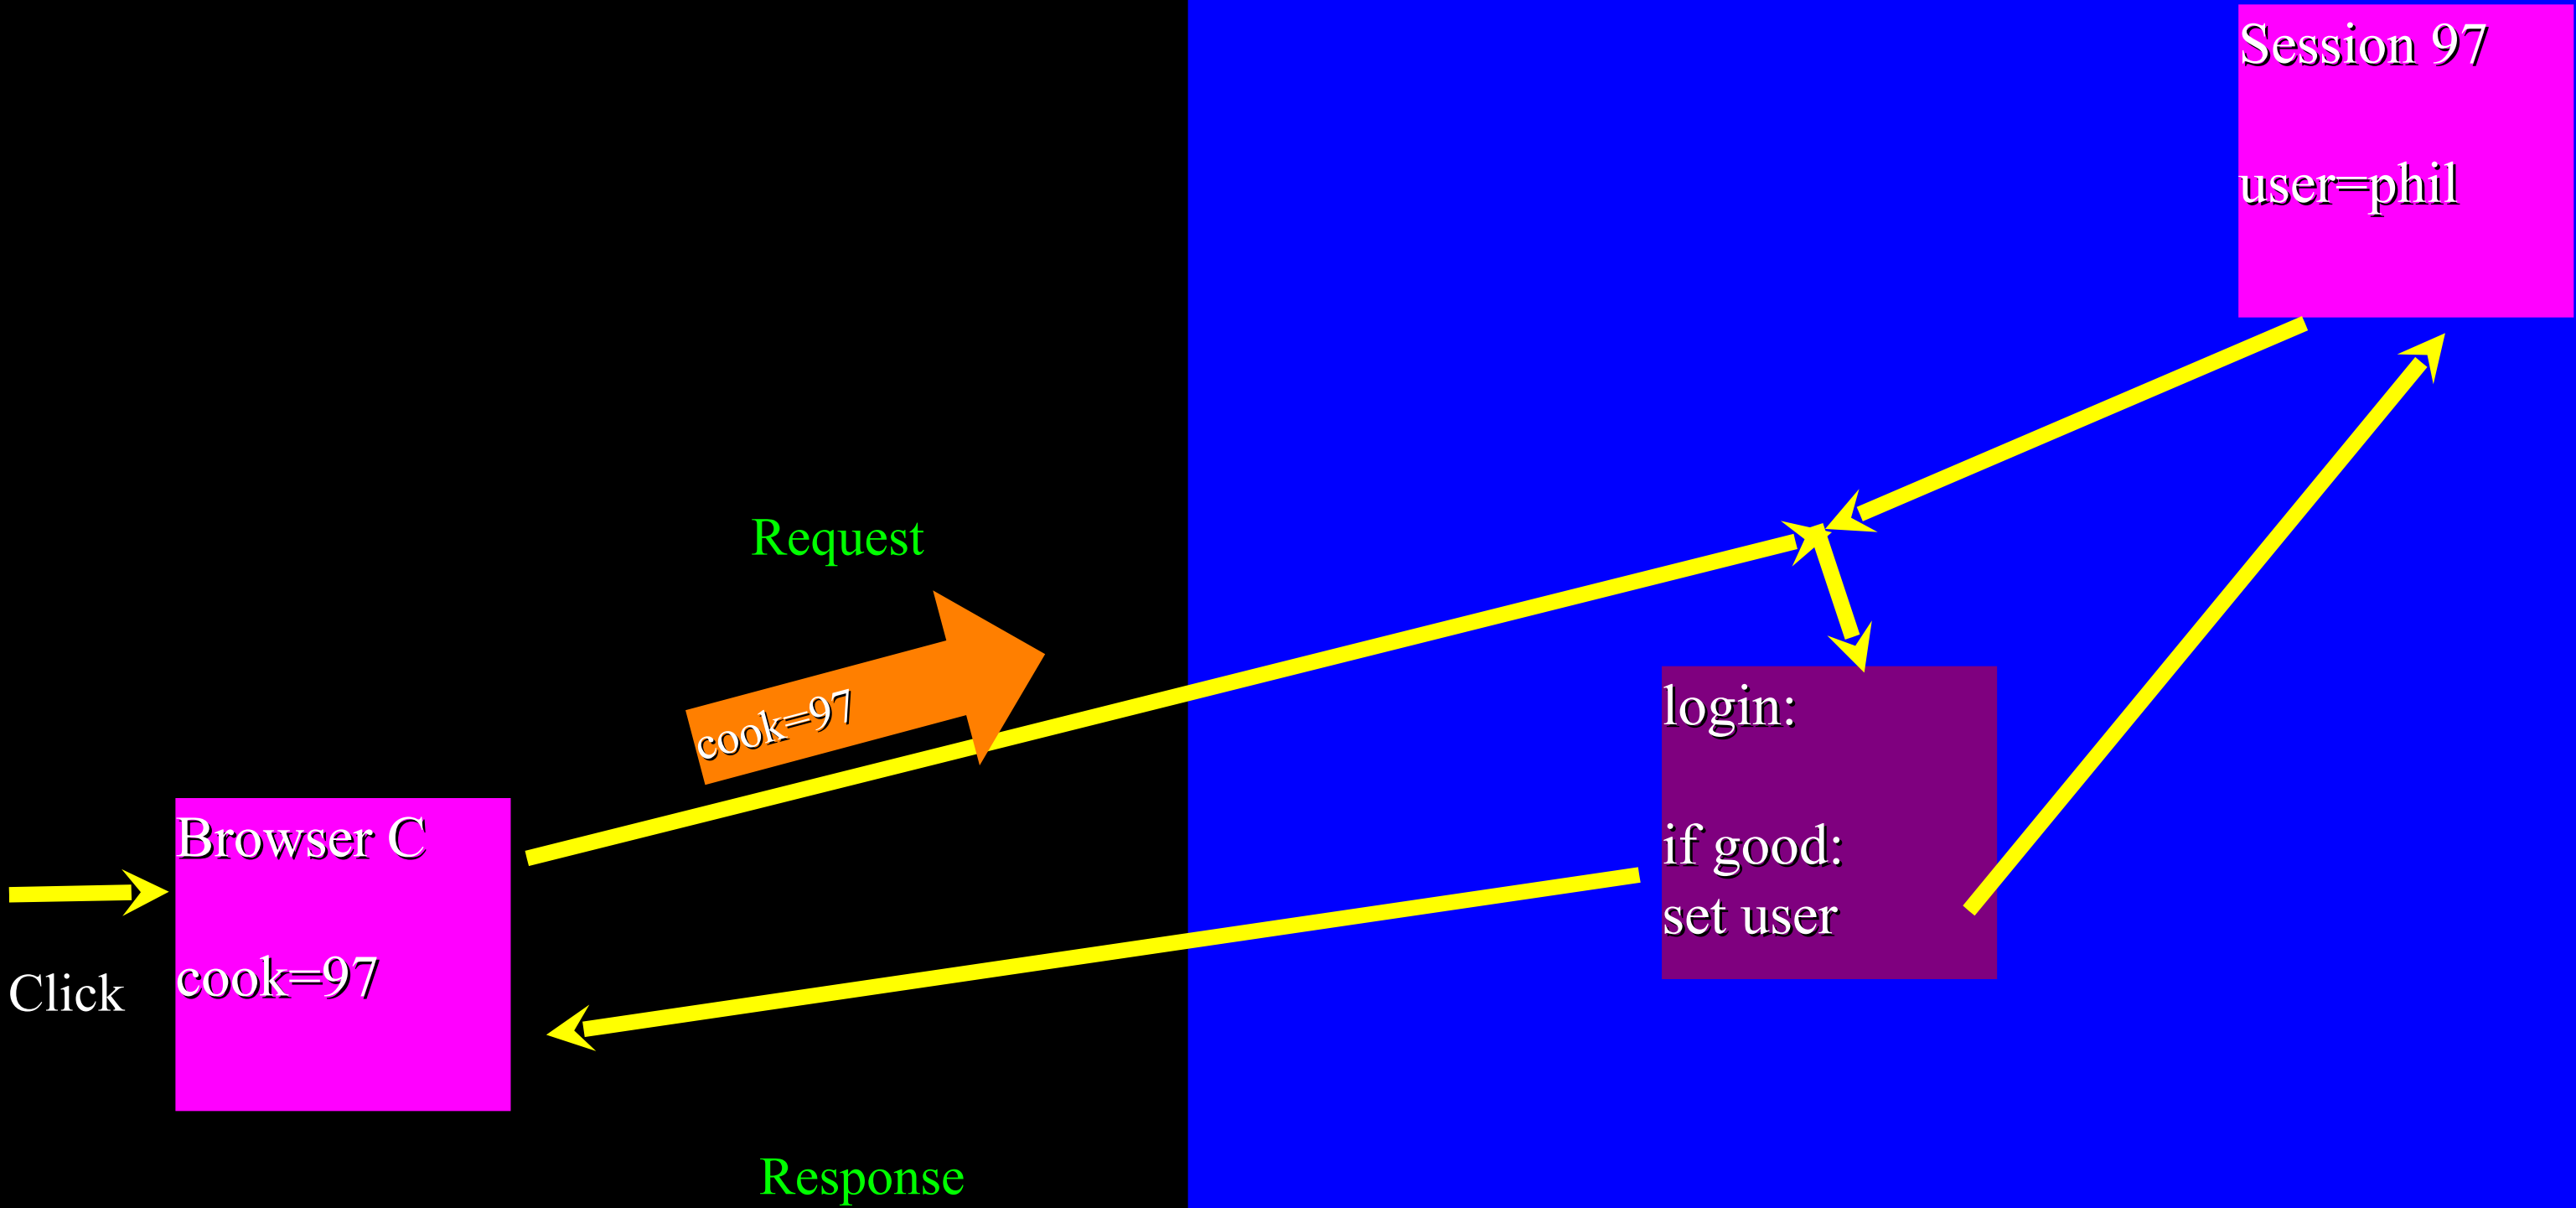 Session 97
user=phil
Request
cook=97
login:
if good:
set user
Browser C
cook=97
Click
Response